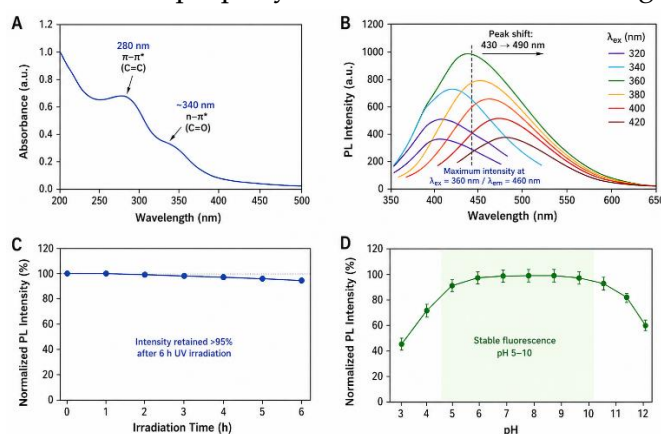 A
1.2
1.0
0.8
0.6
0.4
0.2
0.0
Absorbance (a.u.)
280 nm
π–π*
(C=C)
~340 nm
n–π*
(C=O)
200 250 300 350 400 450 500
Wavelength (nm)
B
1200
1000
800
600
400
200
0
PL Intensity (a.u.)
Peak shift:
430 → 490 nm
λex (nm)
320
340
360
380
400
420
Maximum intensity at
λex = 360 nm / λem = 460 nm
350 400 450 500 550 600
Wavelength (nm)
C
120
100
80
60
40
20
0
Normalized PL Intensity (%)
Intensity retained >95%
after 6 h UV irradiation
0 1 2 3 4 5 6
Irradiation Time (h)
D
120
100
80
60
40
20
0
Normalized PL Intensity (%)
Stable fluorescence
pH 5–10
3 4 5 6 7 8 9 10 11 12
pH